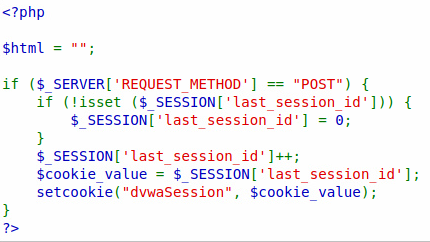 <?php
$html = "";
if ($_SERVER['REQUEST_METHOD'] == "POST") {
    if (!isset ($_SESSION['last_session_id'])) {
        $_SESSION['last_session_id'] = 0;
    }
    $_SESSION['last_session_id']++;
    $cookie_value = $_SESSION['last_session_id'];
    setcookie("dvwaSession", $cookie_value);
}
?>